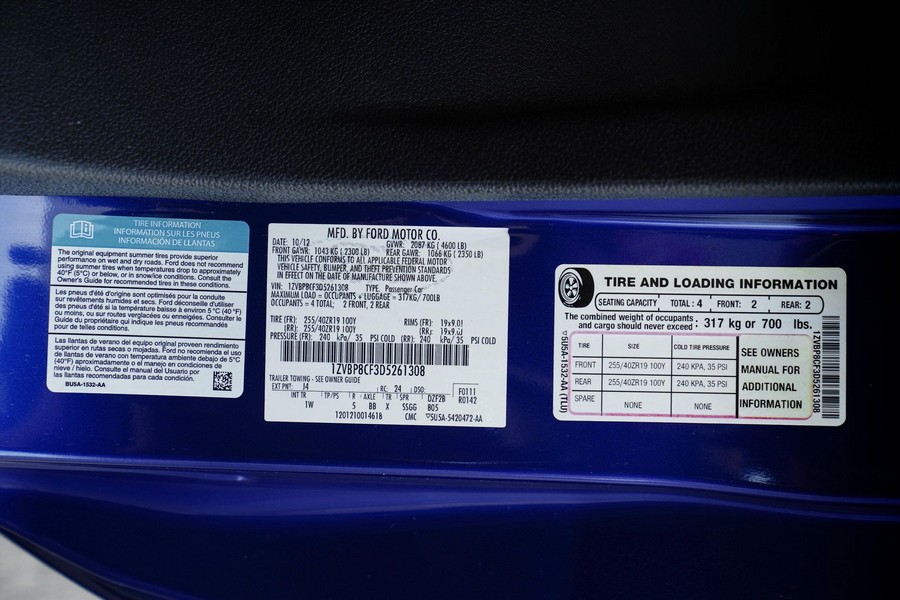 TIRE INFORMATION
INFORMATION SUR LES PNEUS
INFORMACIÓN DE LLANTAS
The original equipment summer tires provide superior
performance on wet and dry roads. Ford does not recommend
using summer tires when temperatures drop to approximately
40°F (5°C) or below, or in snow/ice conditions. Consult the
Owner's Guide for recommended tires in these conditions.
Les pneus d'été d'origine sont optimisés pour la conduite
sur revêtements humides et secs. Ford déconseille d'utiliser
des pneus d'été si la température baisse à environ 5 °C (40 °F)
ou moins, ou sur routes verglacées ou enneigées. Consulter le
Guide du propriétaire qui indique les pneus recommandés
pour de telles conditions.
Las llantas de verano del equipo original proveen rendimiento
superior en rutas secas o mojadas. Ford no recomienda el uso
de llantas de verano con temperatura ambiente debajo de 5°C
(40°F) aproximadamente o el manejo en condiciones de
nieve / hielo. Consulte el Manual del Usuario por
las llantas recomendadas para cada condición.
BU5A-1532-AA
MFD. BY FORD MOTOR CO.
DATE: 10/12 GVWR: 2087 KG ( 4600 LB)
FRONT GAWR: 1043 KG ( 2300 LB) REAR GAWR: 1066 KG ( 2350 LB)
THIS VEHICLE CONFORMS TO ALL APPLICABLE FEDERAL MOTOR
VEHICLE SAFETY, BUMPER, AND THEFT PREVENTION STANDARDS
IN EFFECT ON THE DATE OF MANUFACTURE SHOWN ABOVE.
VIN: 1ZVBP8CF3D5261308 TYPE: Passenger Car
MAXIMUM LOAD = OCCUPANTS + LUGGAGE = 317KG/700LB
OCCUPANTS = 4 TOTAL: 2 FRONT, 2 REAR
TIRE (FR): 255/40ZR19 100Y RIMS (FR): 19x9.0J
(RR): 255/40ZR19 100Y (RR): 19x9.0J
PRESSURE (FR): 240 kPa/ 35 PSI COLD (RR): 240 kPa/ 35 PSI COLD
1ZVBP8CF3D5261308
TRAILER TOWING - SEE OWNER GUIDE
EXT PNT: J4 RC: 24 DSO: F0111
INT TR TP/PS R AXLE TR SPR DZF2B R0142
1W 5 BB X SSGG B05
1201210014618 CMC 5U5A-5420472-AA
TIRE AND LOADING INFORMATION
SEATING CAPACITY TOTAL : 4 FRONT: 2 REAR: 2
The combined weight of occupants
and cargo should never exceed : 317 kg or 700 lbs.
TIRE SIZE COLD TIRE PRESSURE
FRONT 255/40ZR19 100Y 240 KPA, 35 PSI
REAR 255/40ZR19 100Y 240 KPA, 35 PSI
SPARE NONE NONE
SEE OWNERS
MANUAL FOR
ADDITIONAL
INFORMATION
5U5A-1532-AA (TLU)
1ZVBP8CF3D5261308